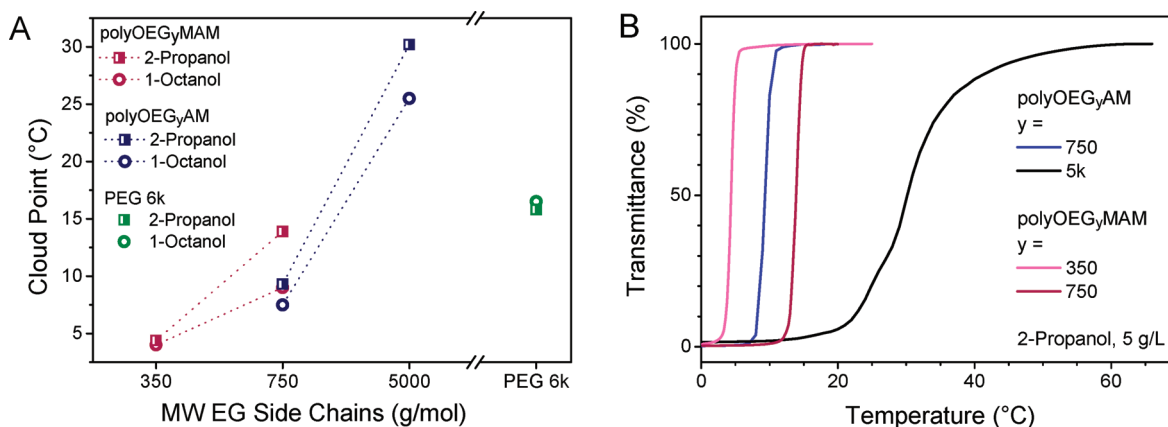 A
polyOEGyMAM
2-Propanol
1-Octanol
polyOEGyAM
2-Propanol
1-Octanol
PEG 6k
2-Propanol
1-Octanol
30
25
20
15
10
5
Cloud Point (°C)
350
750
5000
PEG 6k
MW EG Side Chains (g/mol)
B
100
50
0
Transmittance (%)
polyOEGyAM
y =
750
5k
polyOEGyMAM
y =
350
750
2-Propanol, 5 g/L
0
20
40
60
Temperature (°C)